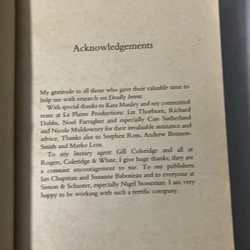 Acknowledgements
My gratitude to all those who gave their valuable time to
help me with research on Deadly Intent.
With special thanks to Kara Manley and my committed
team at La Plante Productions: Liz Thorburn, Richard
Dobbs, Noel Farragher and especially Cass Sutherland
and Nicole Muldowney for their invaluable assistance and
advice. Thanks also to Stephen Ross, Andrew Bennett-
Smith and Marko Lens.
To my literary agent Gill Coleridge and all at
Rogers, Coleridge & White, I give huge thanks, they are
a constant encouragement to me. To my publishers
Ian Chapman and Suzanne Baboneau and to everyone at
Simon & Schuster, especially Nigel Stoneman. I am very
happy to be working with such a terrific company.